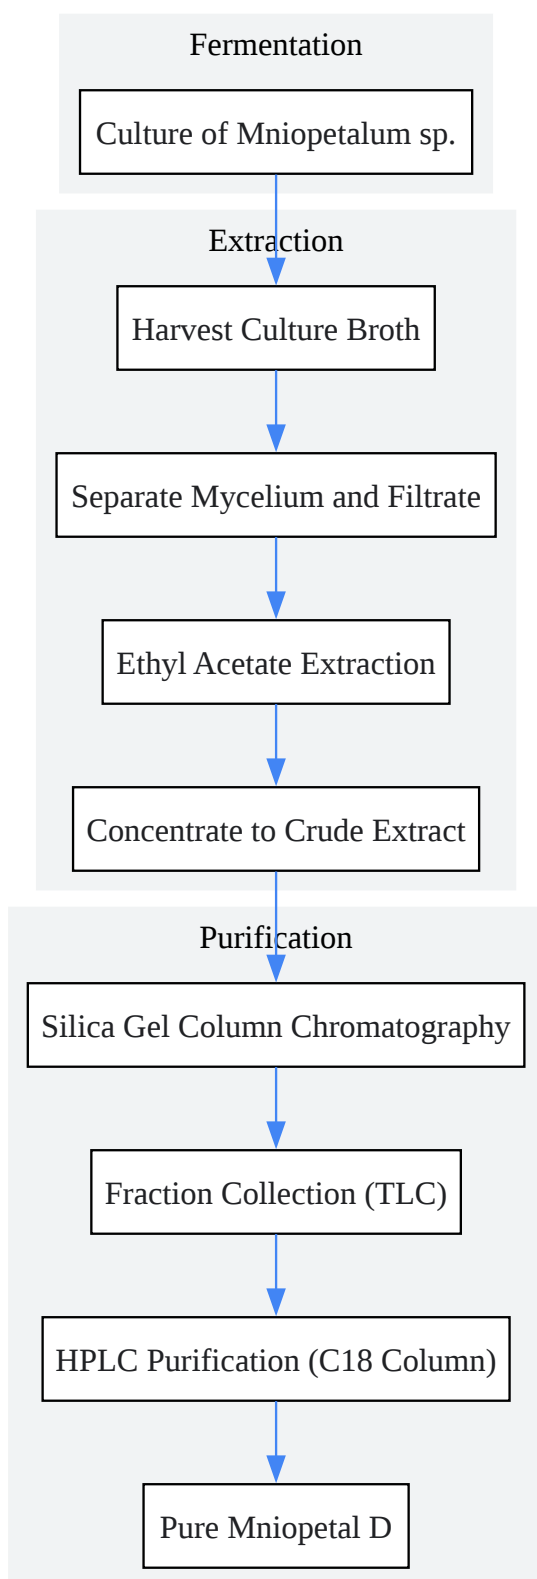 Fermentation
Culture of Mniopetalum sp.
Extraction
Harvest Culture Broth
Separate Mycelium and Filtrate
Ethyl Acetate Extraction
Concentrate to Crude Extract
Purification
Silica Gel Column Chromatography
Fraction Collection (TLC)
HPLC Purification (C18 Column)
Pure Mniopetal D